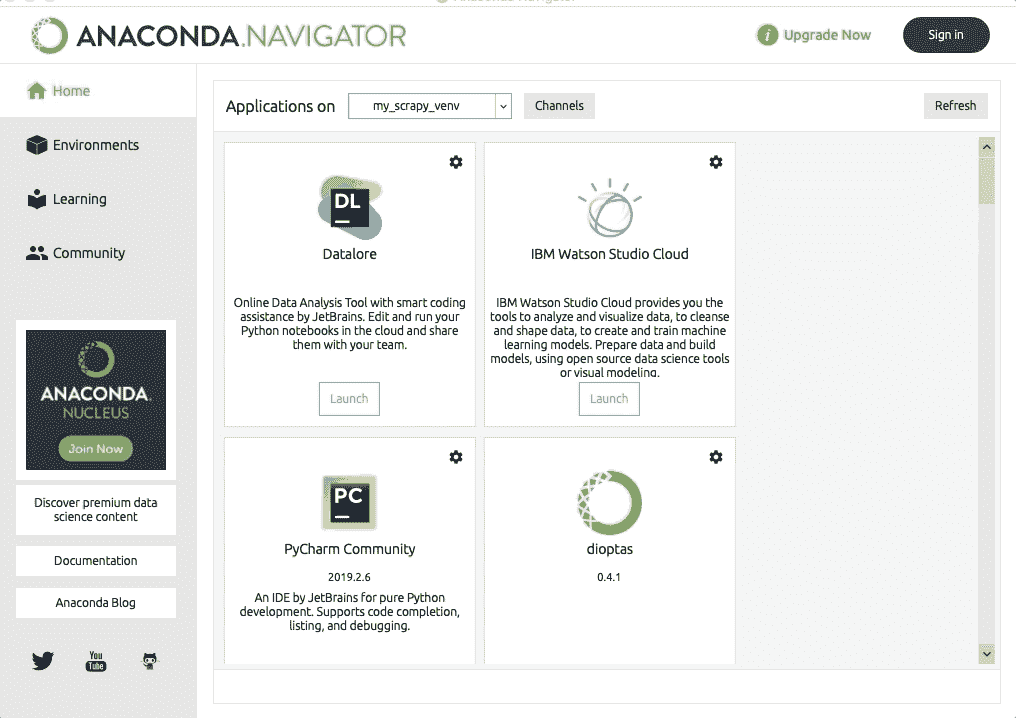 Anaconda Navigator
ANACONDA.NAVIGATOR
i Upgrade Now
Sign in
Home
Environments
Learning
Community
ANACONDA.
NUCLEUS
Join Now
Discover premium data
science content
Documentation
Anaconda Blog
You
Tube
Applications on
my_scrapy_venv
Channels
Refresh
DL
Datalore
Online Data Analysis Tool with smart coding
assistance by JetBrains. Edit and run your
Python notebooks in the cloud and share
them with your team.
Launch
IBM Watson Studio Cloud
IBM Watson Studio Cloud provides you the
tools to analyze and visualize data, to cleanse
and shape data, to create and train machine
learning models. Prepare data and build
models, using open source data science tools
or visual modeling.
Launch
PC
PyCharm Community
2019.2.6
An IDE by JetBrains for pure Python
development. Supports code completion,
listing, and debugging.
dioptas
0.4.1